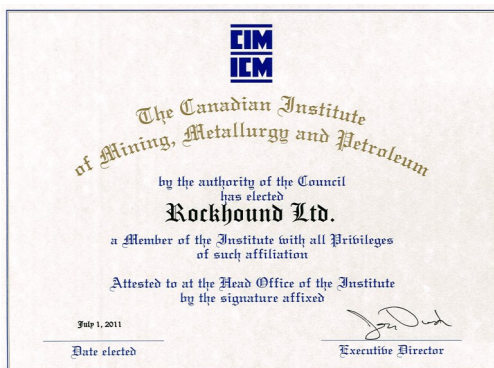 CIM
ICM
The Canadian Institute
of Mining, Metallurgy and Petroleum
by the authority of the Council
has elected
Rockhound Ltd.
a Member of the Institute with all Privileges
of such affiliation
Attested to at the Head Office of the Institute
by the signature affixed
July 1, 2011
Date elected
Executive Director